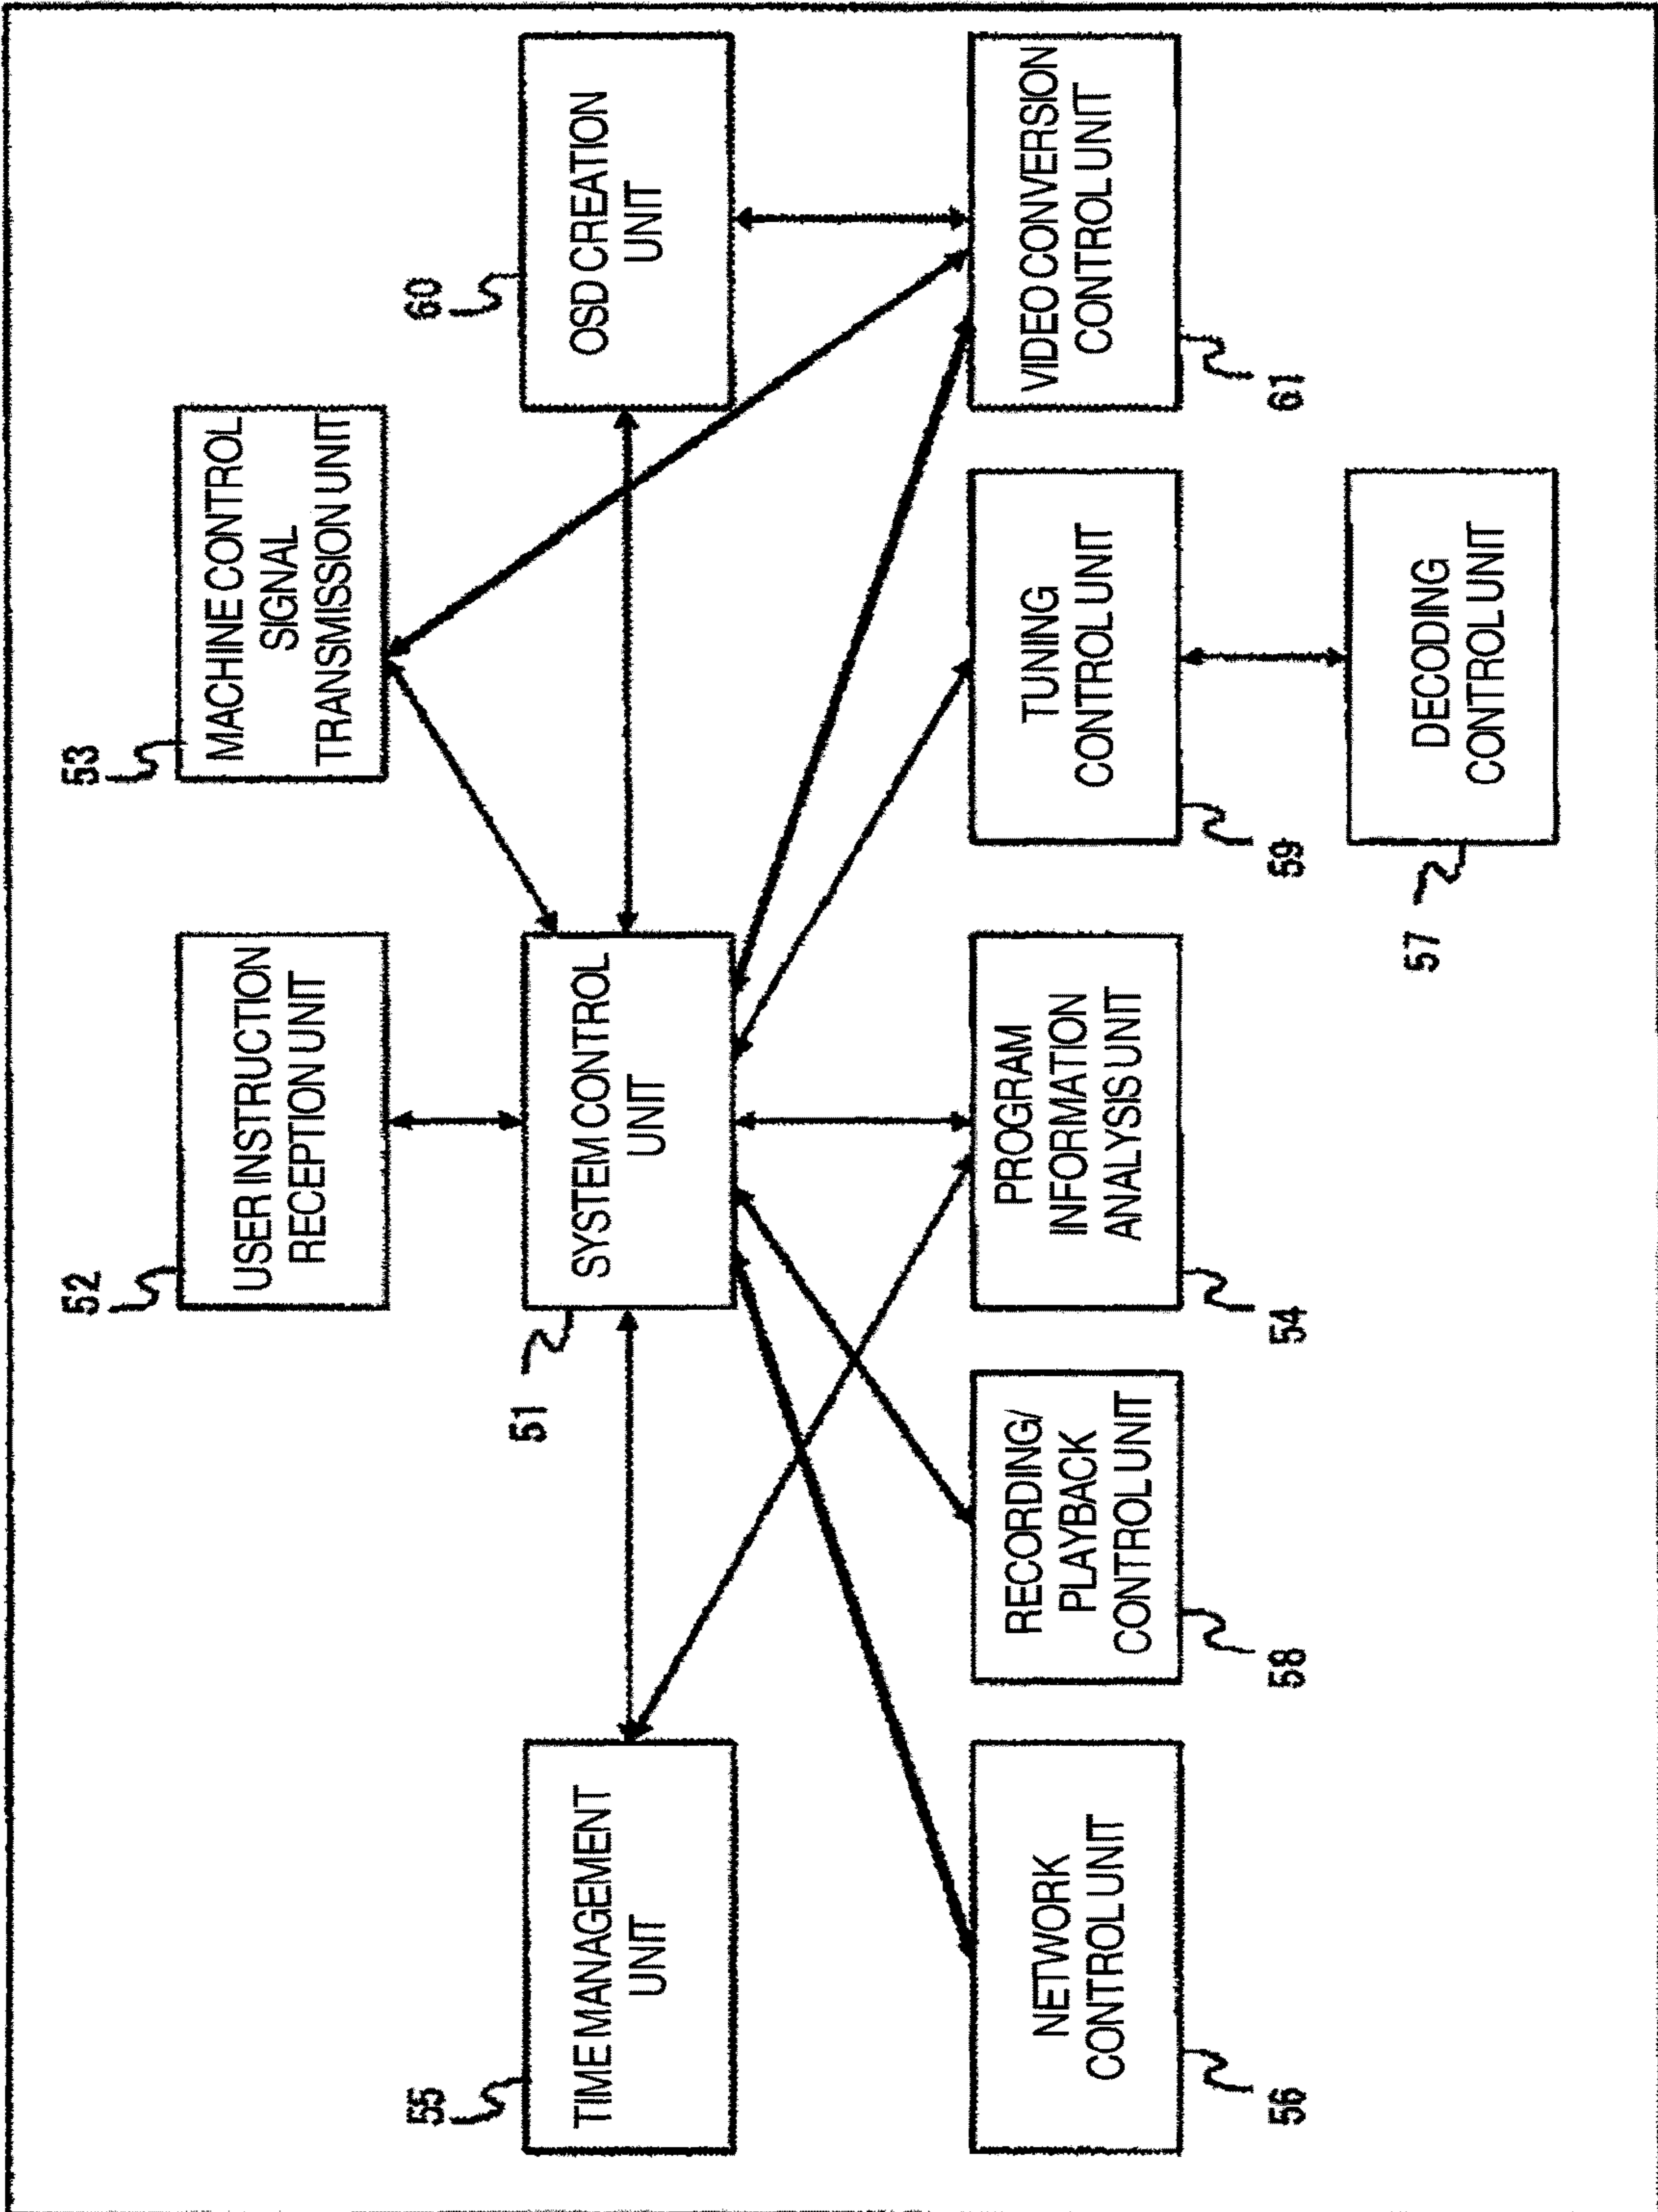 52
USER INSTRUCTION
RECEPTION UNIT
53
MACHINE CONTROL
SIGNAL
TRANSMISSION UNIT
55
TIME MANAGEMENT
UNIT
51
SYSTEM CONTROL
UNIT
60
OSD CREATION
UNIT
NETWORK
CONTROL UNIT
56
RECORDING/
PLAYBACK
CONTROL UNIT
58
PROGRAM
INFORMATION
ANALYSIS UNIT
54
TUNING
CONTROL UNIT
59
VIDEO CONVERSION
CONTROL UNIT
61
57
DECODING
CONTROL UNIT